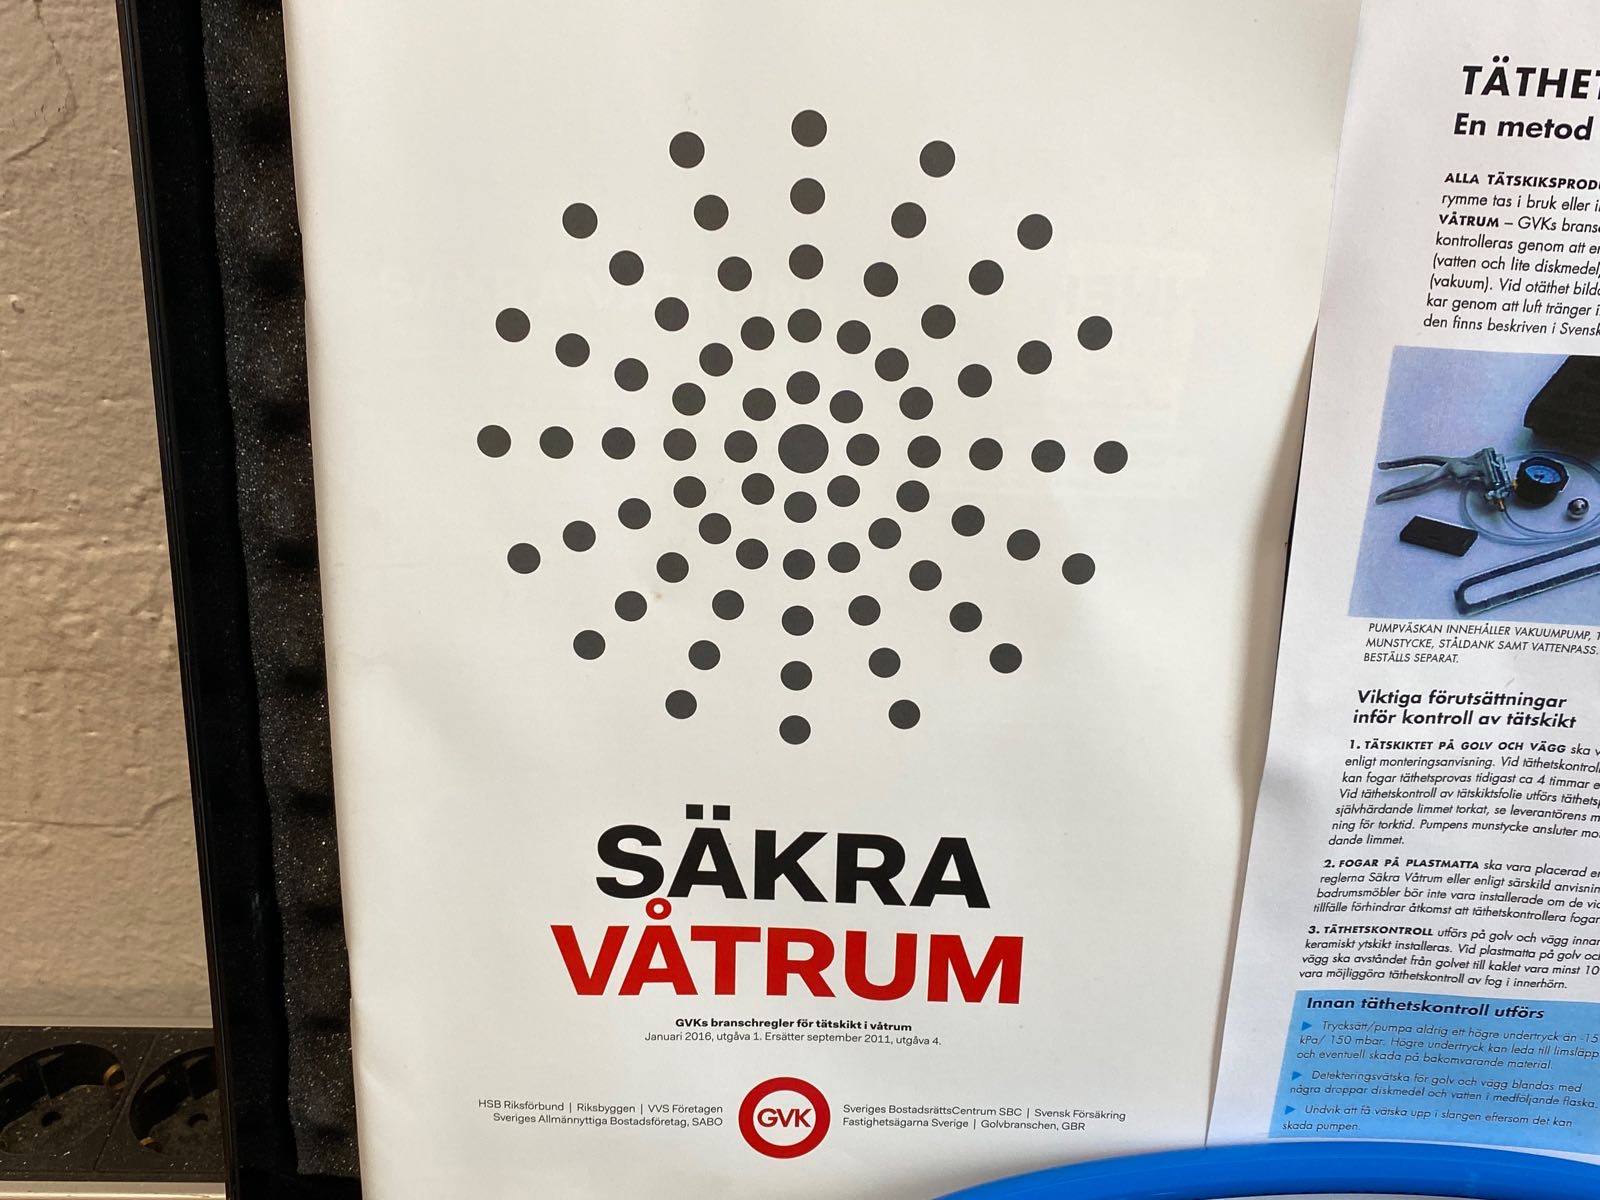 SÄKRA
VÅTRUM
GVKs branschregler för tätskikt i våtrum
Januari 2016, utgåva 1. Ersätter september 2011, utgåva 4.
HSB Riksförbund | Riksbyggen | VVS Företagen
Sveriges Allmännyttiga Bostadsföretag, SABO
GVK
Sveriges BostadsrättsCentrum SBC | Svensk Försäkring
Fastighetsägarna Sverige | Golvbranschen, GBR
En metod
ALLA
rymme tas i bruk eller
VÅTRUM – GVKs
kontrolleras genom att
(vatten och lite diskmedel,
(vakuum). Vid otäthet
kar genom att luft tränger
den finns beskriven i
PUMPVÄSKAN INNEHÅLLER VAKUUMPUMP,
MUNSTYCKE, STÅLDANK SAMT VATTENPASS.
BESTÄLLS SEPARAT.
Viktiga förutsättningar
inför kontroll av tätskikt
1. TÄTSKIKTET PÅ GOLV OCH VÄGG ska
enligt monteringsanvisning. Vid
kan fogar täthetsprovas tidigast ca 4 timmar
Vid täthetskontroll av tätskiktsfolie utförs
självhärdande limmet torkat, se leverantörens
ning för torktid. Pumpens munstycke ansluter
dande limmet.
2. FOGAR PÅ PLASTMATTA ska vara placerad
reglerna Säkra Våtrum eller enligt särskild
badrumsmöbler bör inte vara installerade om de
tillfälle förhindrar åtkomst att täthetskontrollera
3. TÄTHETSKONTROLL utförs på golv och vägg
keramiskt ytskikt installeras. Vid plastmatta på golv
vägg ska avståndet från golvet till kaklet vara minst 10
vara möjliggöra täthetskontroll av fog i innerhörn.
Innan täthetskontroll utförs
▶ Trycksätt/pumpa aldrig ett högre undertryck än -15
kPa/ 150 mbar. Högre undertryck kan leda till limsläpp
och eventuell skada på bakomvarande material.
▶ Detekteringsvätska för golv och vägg blandas med
några droppar diskmedel och vatten i medföljande flaska.
▶ Undvik att få vätska upp i slangen eftersom det kan
skada pumpen.